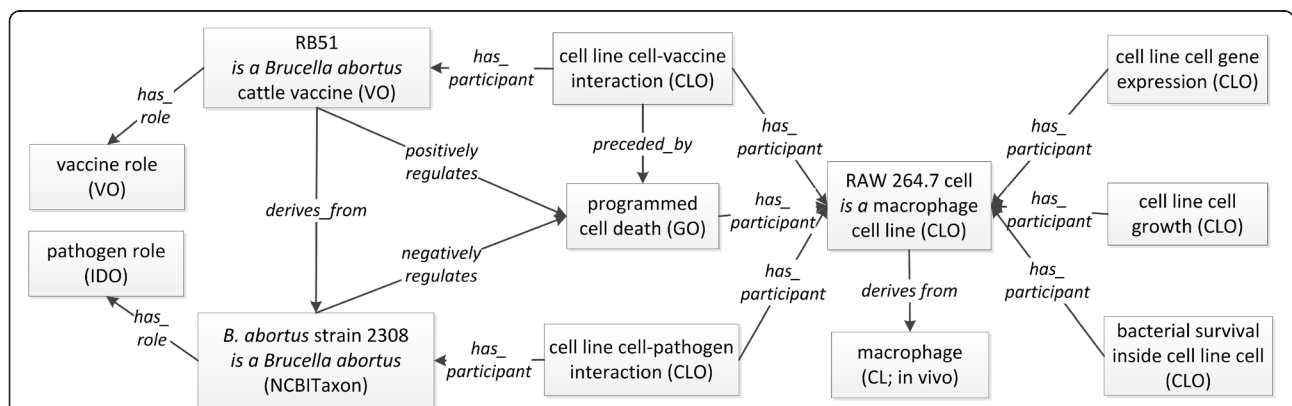 RB51
is a Brucella abortus
cattle vaccine (VO)
has_
participant
cell line cell-vaccine
interaction (CLO)
cell line cell gene
expression (CLO)
has_
role
vaccine role
(VO)
positively
regulates
preceded_by
has_
participant
has_
participant
derives_from
programmed
cell death (GO)
has_
participant
RAW 264.7 cell
is a macrophage
cell line (CLO)
has_
participant
cell line cell
growth (CLO)
pathogen role
(IDO)
negatively
regulates
has_
participant
derives from
has_
participant
has_
role
B. abortus strain 2308
is a Brucella abortus
(NCBITaxon)
has_
participant
cell line cell-pathogen
interaction (CLO)
macrophage
(CL; in vivo)
bacterial survival
inside cell line cell
(CLO)